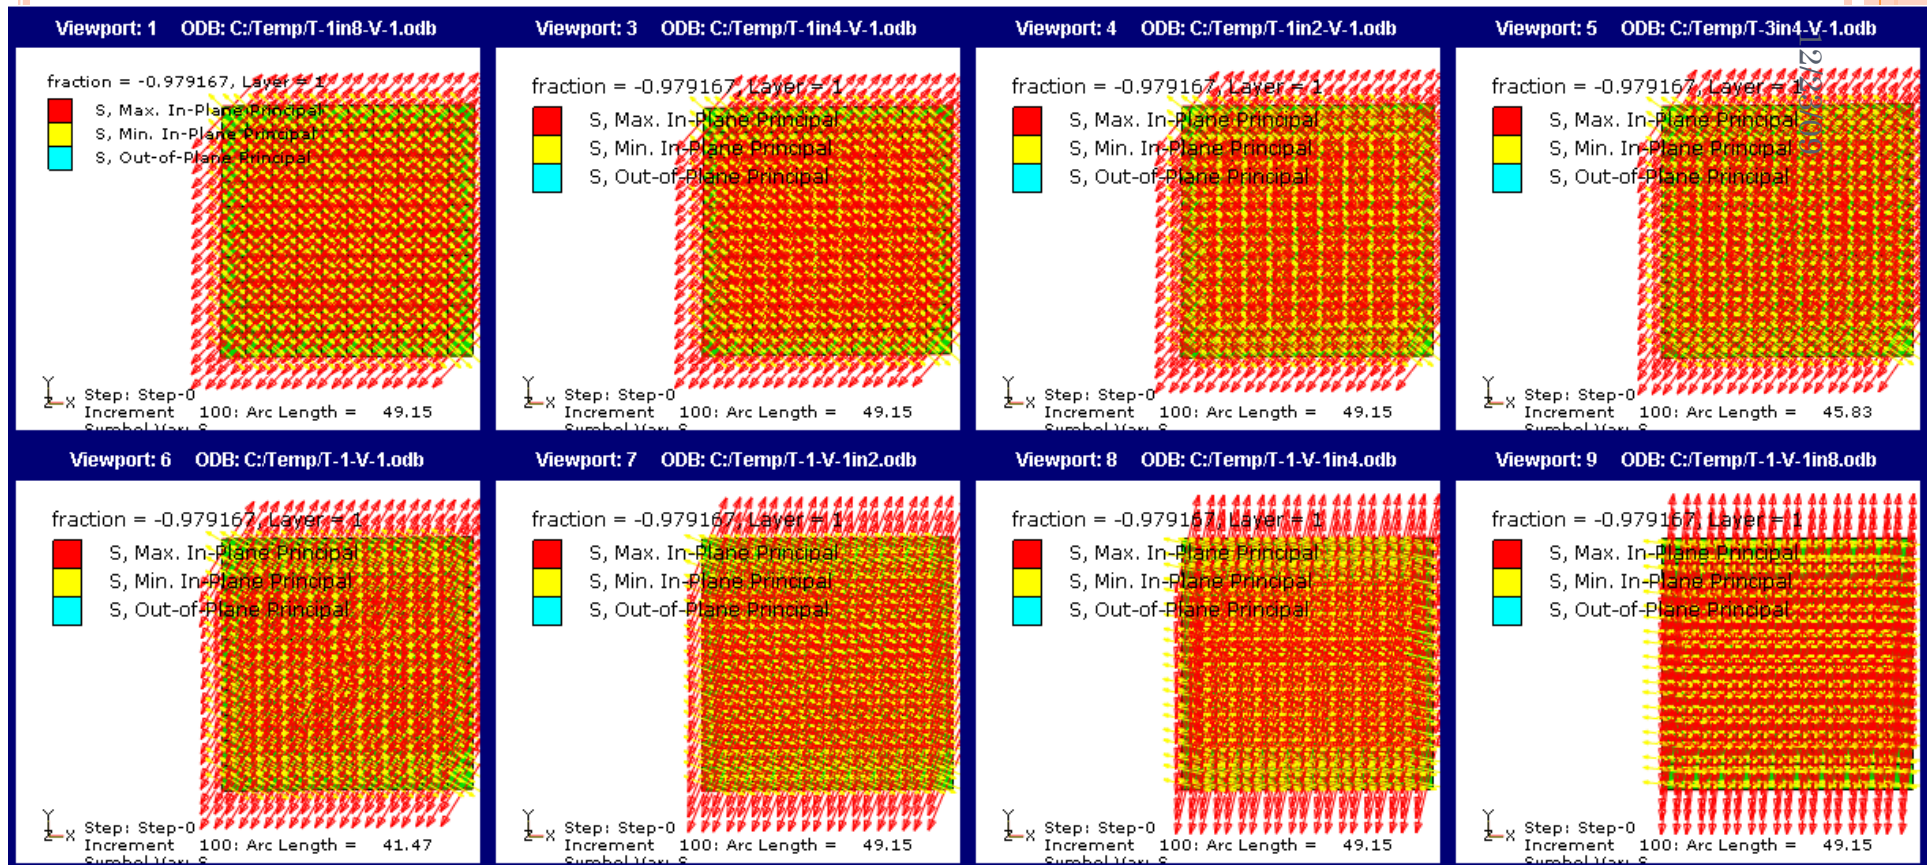 Viewport: 1 ODB: C:/Temp/T-1in8-V-1.odb
fraction = -0.979167, Layer = 1
S, Max. In-Plane Principal
S, Min. In-Plane Principal
S, Out-of-Plane Principal
Y
Z X
Step: Step-0
Increment 100: Arc Length = 49.15
Viewport: 3 ODB: C:/Temp/T-1in4-V-1.odb
fraction = -0.979167, Layer = 1
S, Max. In-Plane Principal
S, Min. In-Plane Principal
S, Out-of-Plane Principal
Y
Z X
Step: Step-0
Increment 100: Arc Length = 49.15
Viewport: 4 ODB: C:/Temp/T-1in2-V-1.odb
fraction = -0.979167, Layer = 1
S, Max. In-Plane Principal
S, Min. In-Plane Principal
S, Out-of-Plane Principal
Y
Z X
Step: Step-0
Increment 100: Arc Length = 49.15
Viewport: 5 ODB: C:/Temp/T-3in4-V-1.odb
fraction = -0.979167, Layer = 1
S, Max. In-Plane Principal
S, Min. In-Plane Principal
S, Out-of-Plane Principal
Y
Z X
Step: Step-0
Increment 100: Arc Length = 45.83
Viewport: 6 ODB: C:/Temp/T-1-V-1.odb
fraction = -0.979167, Layer = 1
S, Max. In-Plane Principal
S, Min. In-Plane Principal
S, Out-of-Plane Principal
Y
Z X
Step: Step-0
Increment 100: Arc Length = 41.47
Viewport: 7 ODB: C:/Temp/T-1-V-1in2.odb
fraction = -0.979167, Layer = 1
S, Max. In-Plane Principal
S, Min. In-Plane Principal
S, Out-of-Plane Principal
Y
Z X
Step: Step-0
Increment 100: Arc Length = 49.15
Viewport: 8 ODB: C:/Temp/T-1-V-1in4.odb
fraction = -0.979167, Layer = 1
S, Max. In-Plane Principal
S, Min. In-Plane Principal
S, Out-of-Plane Principal
Y
Z X
Step: Step-0
Increment 100: Arc Length = 49.15
Viewport: 9 ODB: C:/Temp/T-1-V-1in8.odb
fraction = -0.979167, Layer = 1
S, Max. In-Plane Principal
S, Min. In-Plane Principal
S, Out-of-Plane Principal
Y
Z X
Step: Step-0
Increment 100: Arc Length = 49.15